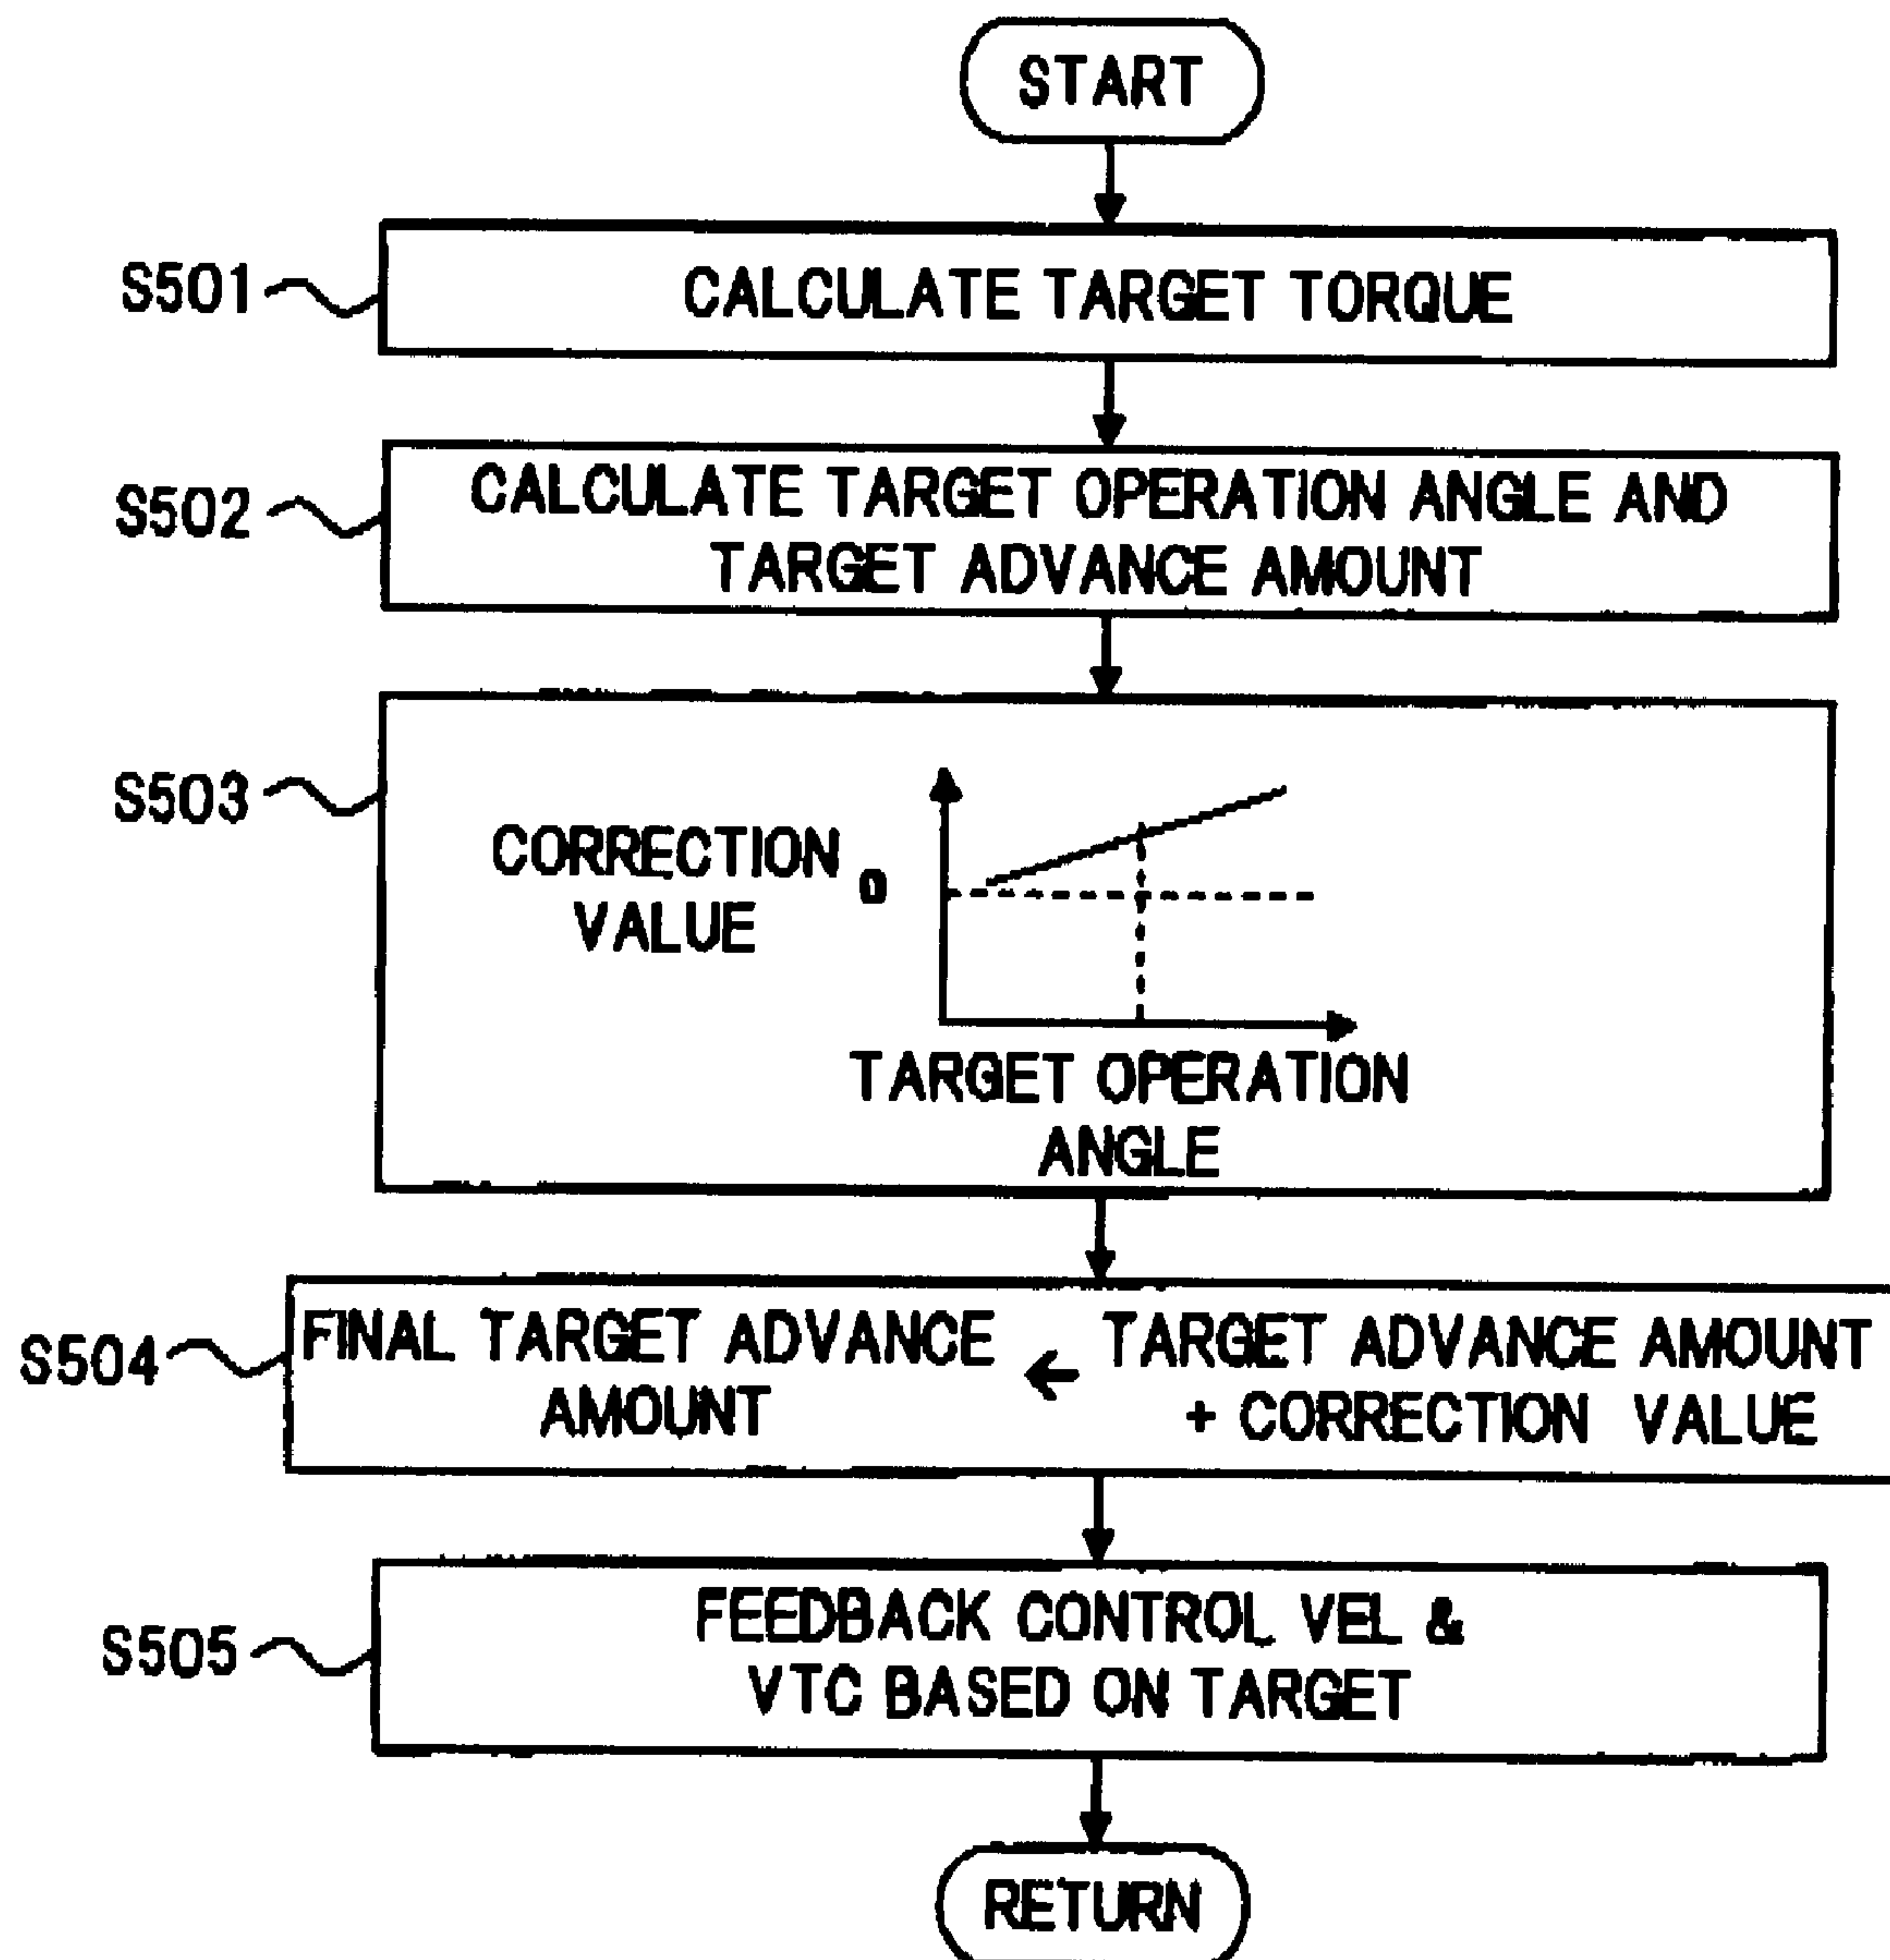 START
S501
CALCULATE TARGET TORQUE
S502
CALCULATE TARGET OPERATION ANGLE AND
TARGET ADVANCE AMOUNT
S503
CORRECTION
VALUE
0
TARGET OPERATION
ANGLE
S504
FINAL TARGET ADVANCE
AMOUNT
←
TARGET ADVANCE AMOUNT
+ CORRECTION VALUE
S505
FEEDBACK CONTROL VEL &
VTC BASED ON TARGET
RETURN